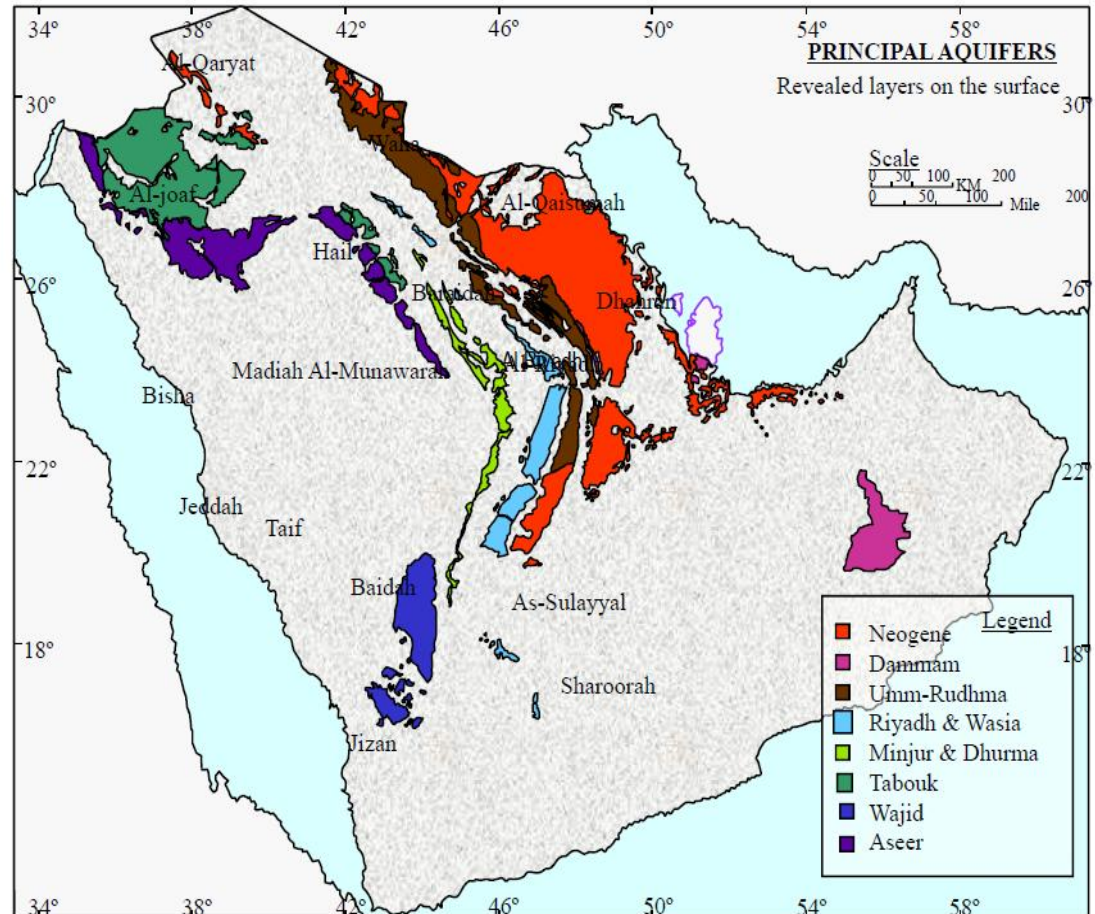 34° 38° 42° 46° 50° 54° 58°
PRINCIPAL AQUIFERS
Revealed layers on the surface
Al-Qaryat
30° 30°
Waha
Scale
0 50 100 200
KM
0 50 100 200
Mile
Al-joaf
Al-Qaisumah
Hail
26° 26°
Baraidah
Dhahran
Madiah Al-Munawarah
Bisha
22° 22°
Jeddah
Taif
Baidah
As-Sulayyal
Legend
Neogene
18° 18°
Dammam
Sharoorah
Umm-Rudhma
Riyadh & Wasia
Jizan
Minjur & Dhurma
Tabouk
Wajid
Aseer
34° 38° 42° 46° 50° 54° 58°